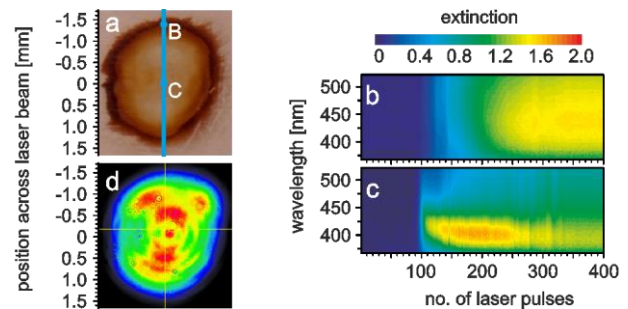 extinction
0 0.4 0.8 1.2 1.6 2.0
a
B
C
position across laser beam [mm]
-1.5
-1.0
-0.5
0
0.5
1.0
1.5
d
-1.5
-1.0
-0.5
0
0.5
1.0
1.5
wavelength [nm]
b
500
450
400
c
500
450
400
100 200 300 400
no. of laser pulses